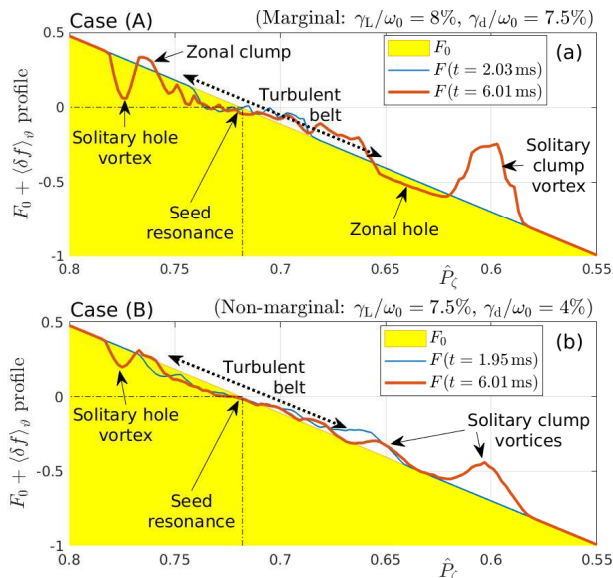 (Marginal: γL/ω0 = 8%, γd/ω0 = 7.5%)
0.5
Zonal clump
F0
(a)
F(t = 2.03 ms)
F(t = 6.01 ms)
Turbulent
belt
0
Solitary hole
vortex
Solitary
clump
vortex
F0 + ⟨δf⟩ϑ profile
-0.5
Seed
resonance
Zonal hole
-1
0.8
0.75
0.7
0.65
0.6
0.55
P̂ζ
Case (A)
Case (B)
(Non-marginal: γL/ω0 = 7.5%, γd/ω0 = 4%)
0.5
F0
(b)
F(t = 1.95 ms)
F(t = 6.01 ms)
Turbulent
belt
0
Solitary hole
vortex
Solitary clump
vortices
F0 + ⟨δf⟩ϑ profile
-0.5
Seed
resonance
-1
0.8
0.75
0.7
0.65
0.6
0.55
P̂ζ